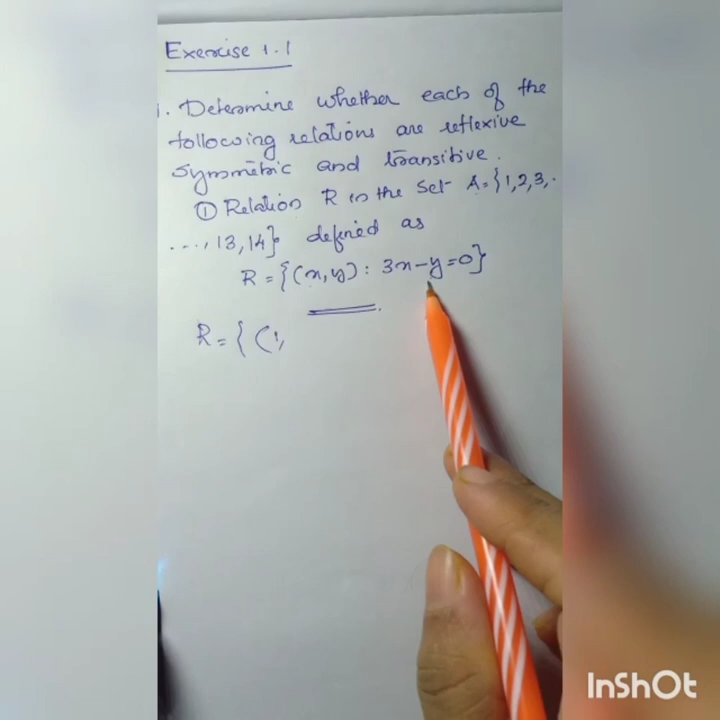 Exercise 1.1
1. Determine whether each of the
following relations are reflexive
symmetric and transitive.
① Relation R in the set A={1,2,3,..
..., 13,14} defined as
R = {(x,y): 3x-y=0}
R = { (1,
InShOt